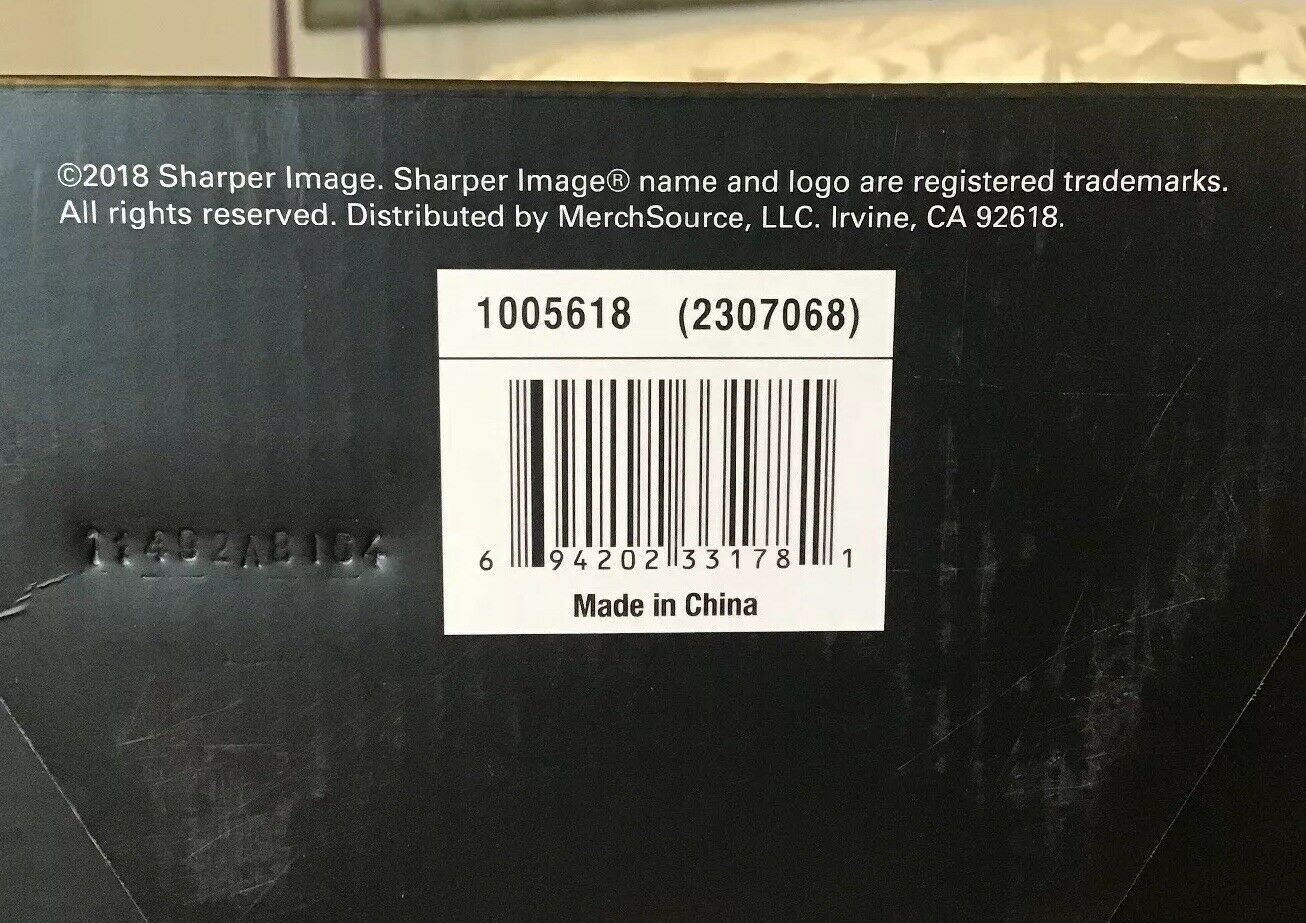 ©2018 Sharper Image. Sharper Image® name and logo are registered trademarks.
All rights reserved. Distributed by MerchSource, LLC. Irvine, CA 92618.
1005618 (2307068)
6 94202 33178 1
Made in China